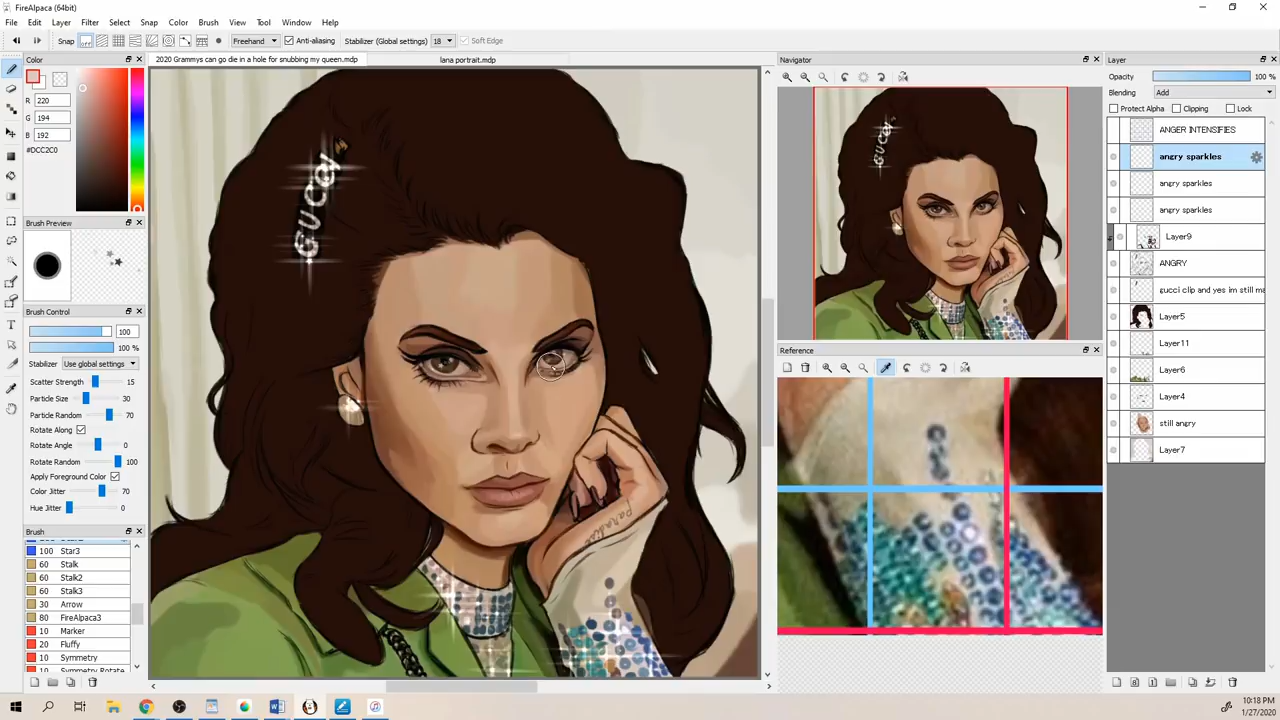 FireAlpaca (64bit)
File Edit Layer Filter Select Snap Color Brush View Tool Window Help
Snap Freehand Anti-aliasing Stabilizer (Global settings) 18 Soft Edge
Color
R 220
G 194
B 192
#DCC2C0
Brush Preview
Brush Control
100
100 %
Stabilizer Use global settings
Scatter Strength 15
Particle Size 30
Particle Random 70
Rotate Along
Rotate Angle 0
Rotate Random 100
Apply Foreground Color
Color Jitter 70
Hue Jitter 0
Brush
100 Star3
60 Stalk
60 Stalk2
60 Stalk3
30 Arrow
80 FireAlpaca3
10 Marker
20 Fluffy
10 Symmetry
10 Symmetry Rotate
2020 Grammys can go die in a hole for snubbing my queen.mdp lana portrait.mdp
GUCCI
paradise
Navigator
GUCCI
Reference
Layer
Opacity 100 %
Blending Add
Protect Alpha Clipping Lock
ANGER INTENSIFIES
angry sparkles
angry sparkles
angry sparkles
Layer9
ANGRY
gucci clip and yes im still ma
Layer5
Layer11
Layer6
Layer4
still angry
Layer7
10:18 PM
1/27/2020